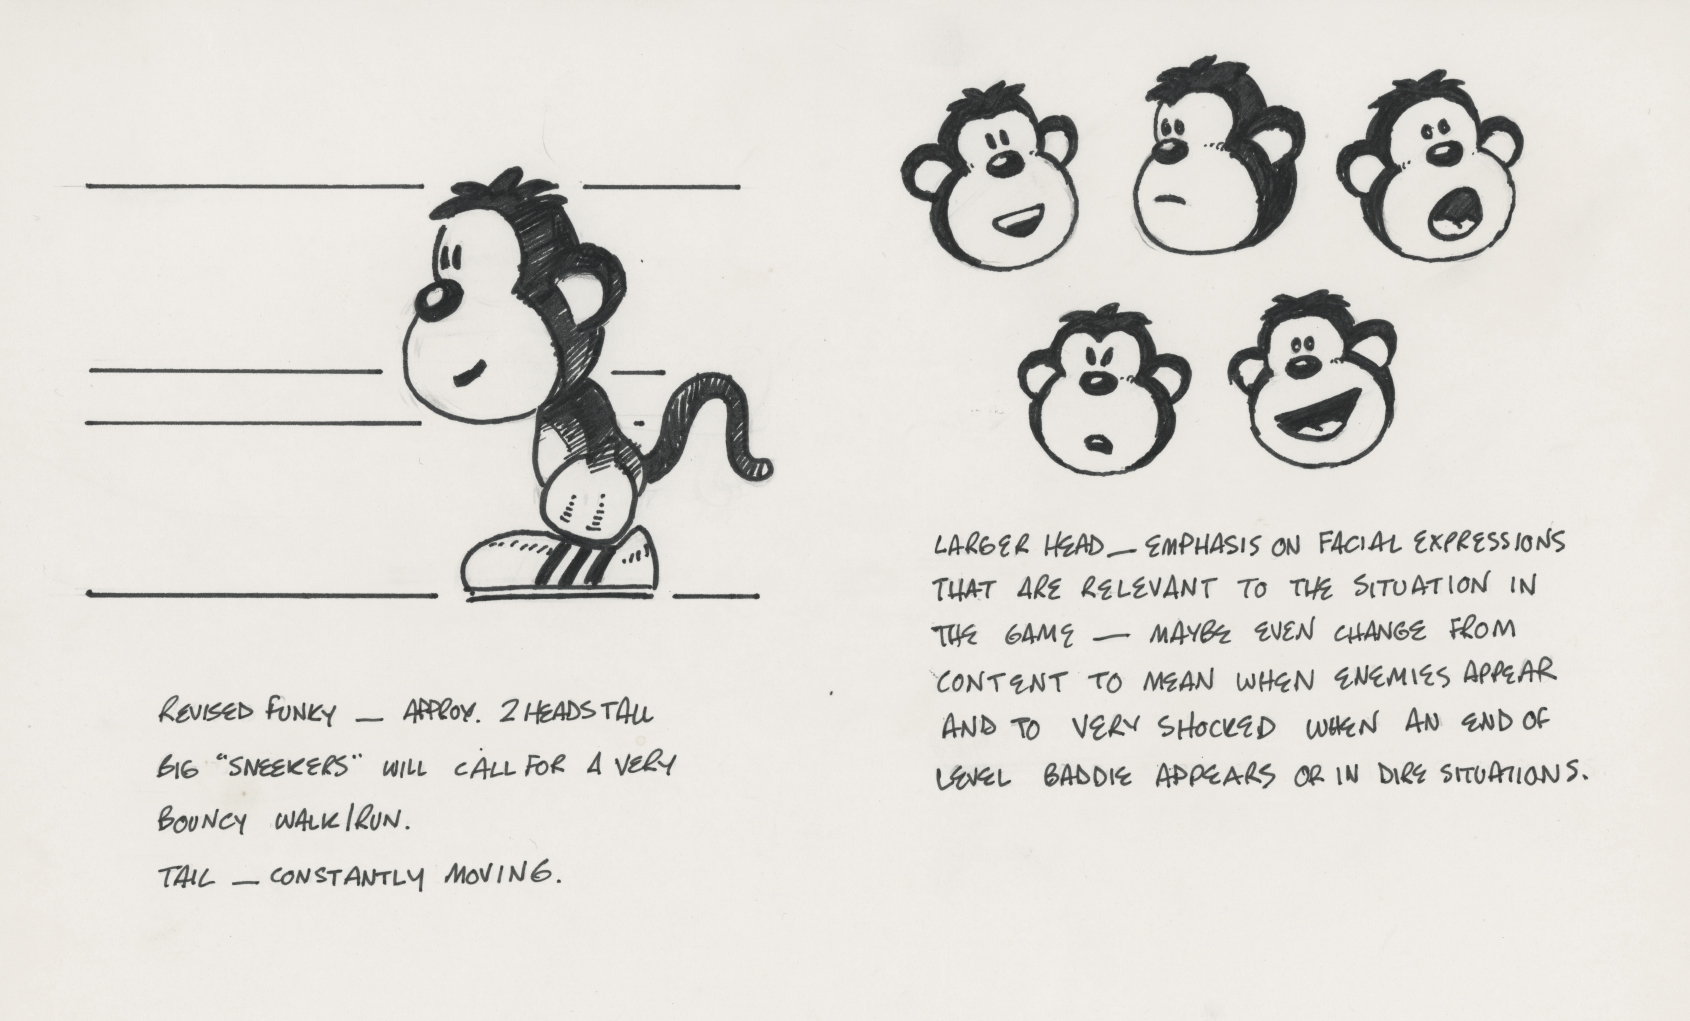 REVISED FUNKY — APPROX. 2 HEADS TALL
BIG "SNEEKERS" WILL CALL FOR A VERY
BOUNCY WALK/RUN.
TAIL — CONSTANTLY MOVING.
LARGER HEAD — EMPHASIS ON FACIAL EXPRESSIONS
THAT ARE RELEVANT TO THE SITUATION IN
THE GAME — MAYBE EVEN CHANGE FROM
CONTENT TO MEAN WHEN ENEMIES APPEAR
AND TO VERY SHOCKED WHEN AN END OF
LEVEL BADDIE APPEARS OR IN DIRE SITUATIONS.